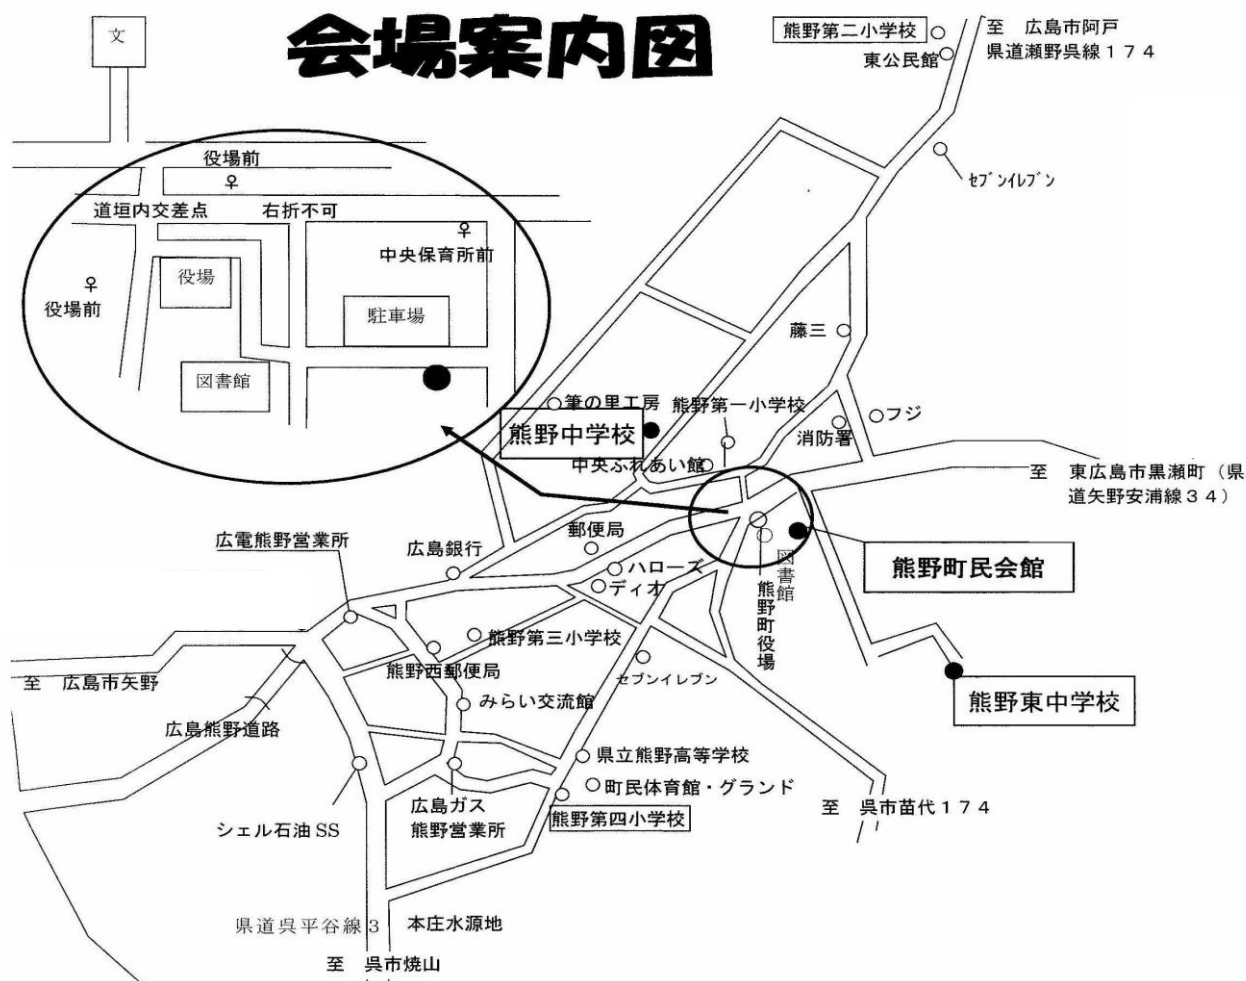 会場案内図
文
熊野第二小学校
東公民館
至　広島市阿戸
県道瀬野呉線１７４
セブンイレブン
役場前
道垣内交差点
右折不可
中央保育所前
役場
役場前
駐車場
図書館
藤三
筆の里工房
熊野第一小学校
フジ
消防署
熊野中学校
中央ふれあい館
至　東広島市黒瀬町（県
道矢野安浦線３４）
郵便局
広電熊野営業所
広島銀行
ハローズ
ディオ
図書館
熊野町役場
熊野町民会館
熊野第三小学校
熊野西郵便局
セブンイレブン
至　広島市矢野
みらい交流館
熊野東中学校
広島熊野道路
県立熊野高等学校
町民体育館・グランド
広島ガス
熊野営業所
熊野第四小学校
至　呉市苗代１７４
シェル石油 SS
県道呉平谷線３
本庄水源地
至　呉市焼山